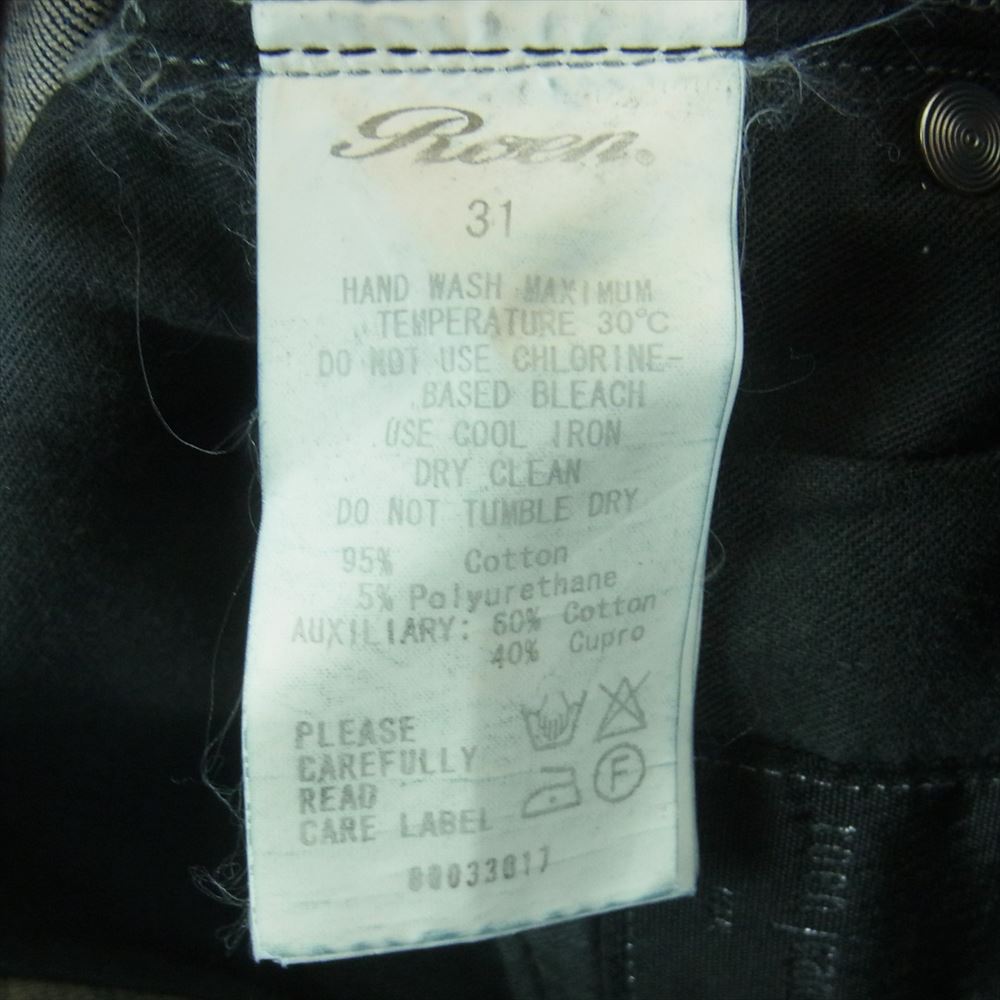 Roen.®
31
HAND WASH MAXIMUM
TEMPERATURE 30°C
DO NOT USE CHLORINE-
BASED BLEACH
USE COOL IRON
DRY CLEAN
DO NOT TUMBLE DRY
95% Cotton
5% Polyurethane
AUXILIARY: 60% Cotton
40% Cupro
PLEASE
CAREFULLY
READ
CARE LABEL
F